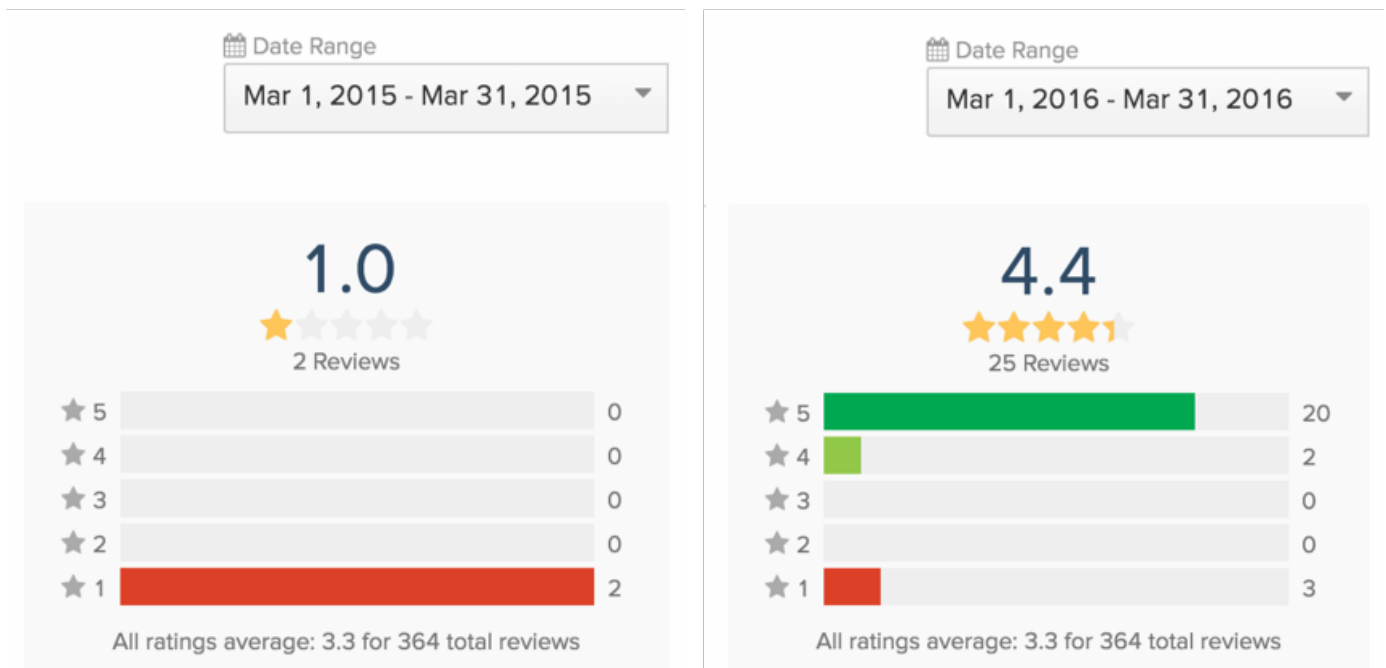 Date Range
Mar 1, 2015 - Mar 31, 2015
1.0
2 Reviews
5 0
4 0
3 0
2 0
1 2
All ratings average: 3.3 for 364 total reviews
Date Range
Mar 1, 2016 - Mar 31, 2016
4.4
25 Reviews
5 20
4 2
3 0
2 0
1 3
All ratings average: 3.3 for 364 total reviews